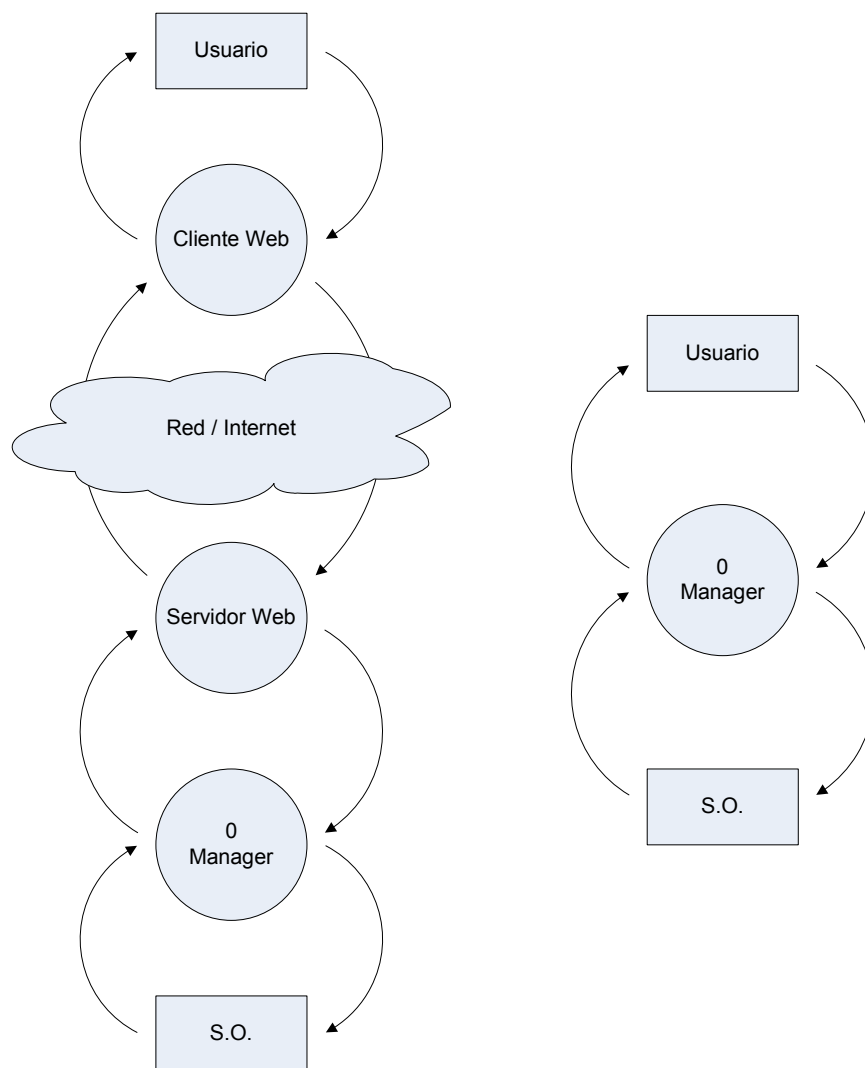 Usuario
Cliente Web
Red / Internet
Servidor Web
0
Manager
S.O.
Usuario
0
Manager
S.O.